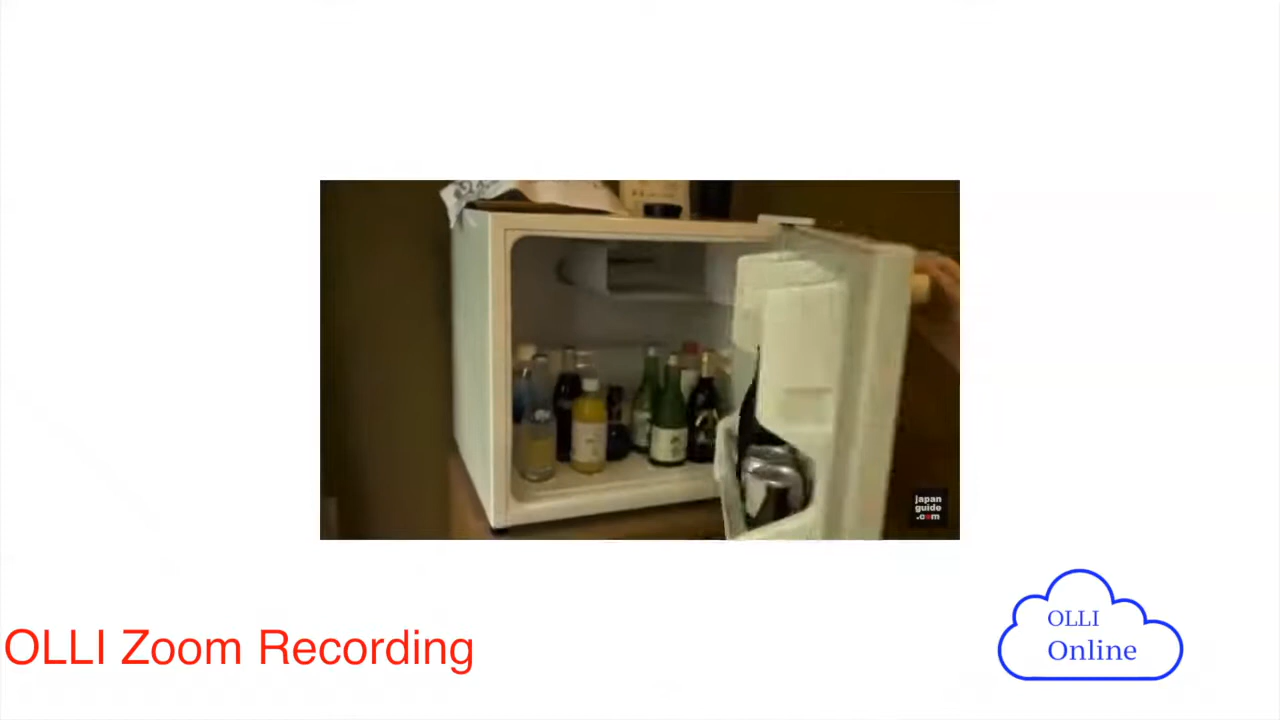 japan
guide
.com
OLLI
Online
OLLI Zoom Recording